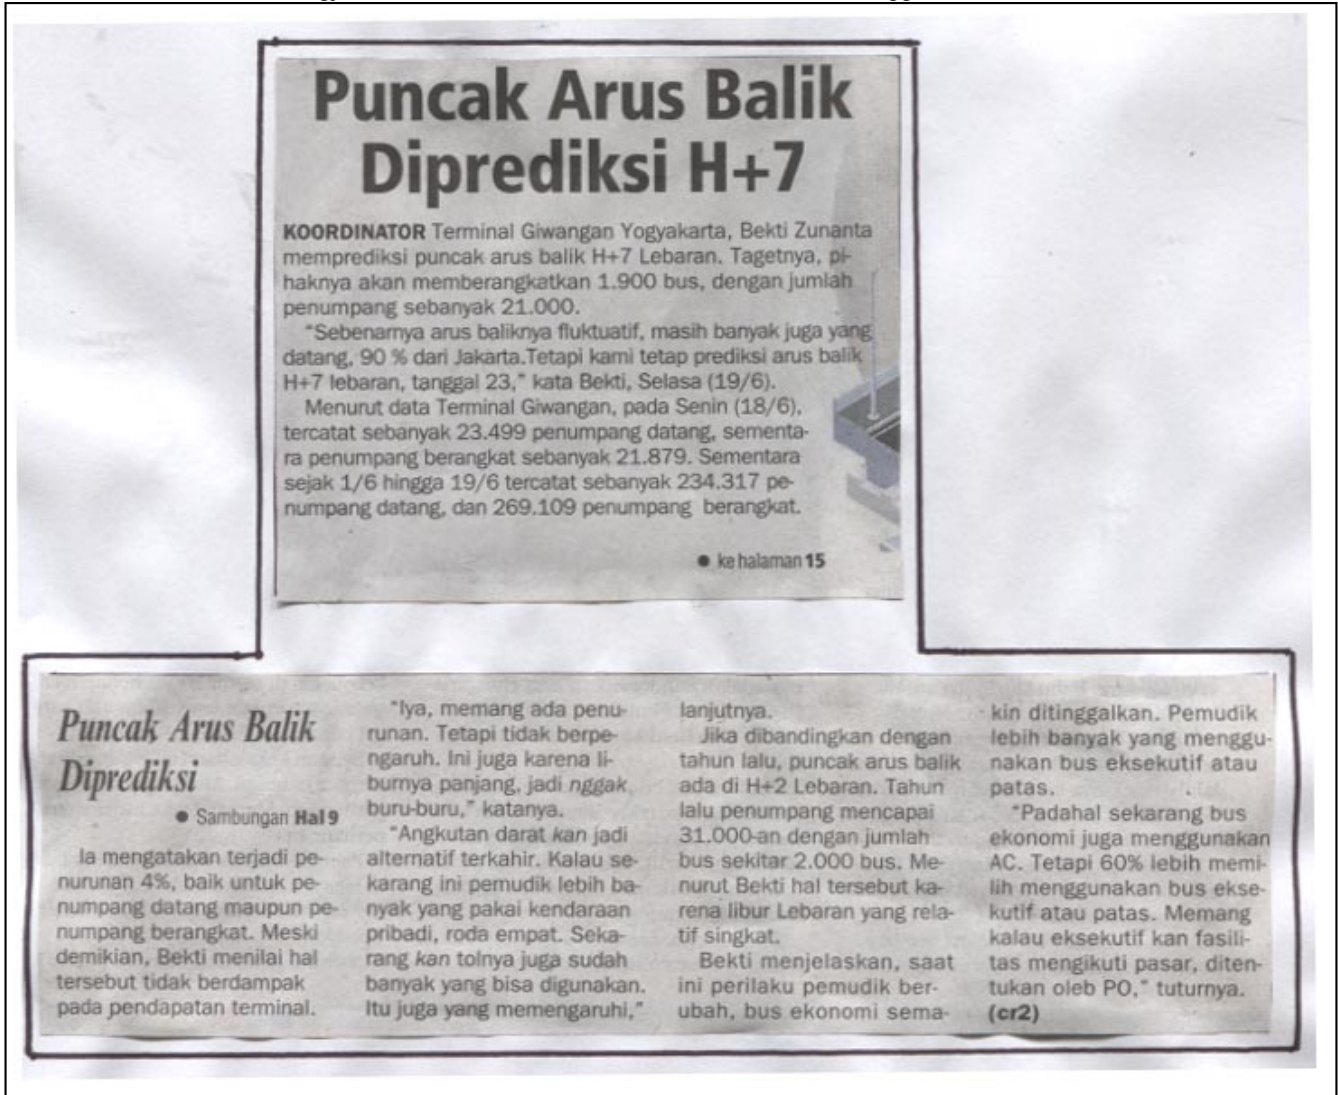 Puncak Arus Balik
Diprediksi H+7
KOORDINATOR Terminal Giwangan Yogyakarta, Bekti Zunanta
memprediksi puncak arus balik H+7 Lebaran. Tagetnya, pi-
haknya akan memberangkatkan 1.900 bus, dengan jumlah
penumpang sebanyak 21.000.
"Sebenarnya arus baliknya fluktuatif, masih banyak juga yang
datang, 90 % dari Jakarta.Tetapi kami tetap prediksi arus balik
H+7 lebaran, tanggal 23," kata Bekti, Selasa (19/6).
Menurut data Terminal Giwangan, pada Senin (18/6),
tercatat sebanyak 23.499 penumpang datang, sementa-
ra penumpang berangkat sebanyak 21.879. Sementara
sejak 1/6 hingga 19/6 tercatat sebanyak 234.317 pe-
numpang datang, dan 269.109 penumpang berangkat.
● ke halaman 15
Puncak Arus Balik
Diprediksi
● Sambungan Hal 9
Ia mengatakan terjadi pe-
nurunan 4%, baik untuk pe-
numpang datang maupun pe-
numpang berangkat. Meski
demikian, Bekti menilai hal
tersebut tidak berdampak
pada pendapatan terminal.
"Iya, memang ada penu-
runan. Tetapi tidak berpe-
ngaruh. Ini juga karena li-
burnya panjang, jadi nggak
buru-buru," katanya.
"Angkutan darat kan jadi
alternatif terkahir. Kalau se-
karang ini pemudik lebih ba-
nyak yang pakai kendaraan
pribadi, roda empat. Seka-
rang kan tolnya juga sudah
banyak yang bisa digunakan.
Itu juga yang memengaruhi,"
lanjutnya.
Jika dibandingkan dengan
tahun lalu, puncak arus balik
ada di H+2 Lebaran. Tahun
lalu penumpang mencapai
31.000-an dengan jumlah
bus sekitar 2.000 bus. Me-
nurut Bekti hal tersebut ka-
rena libur Lebaran yang rela-
tif singkat.
Bekti menjelaskan, saat
ini perilaku pemudik ber-
ubah, bus ekonomi sema-
kin ditinggalkan. Pemudik
lebih banyak yang menggu-
nakan bus eksekutif atau
patas.
"Padahal sekarang bus
ekonomi juga menggunakan
AC. Tetapi 60% lebih memi-
lih menggunakan bus ekse-
kutif atau patas. Memang
kalau eksekutif kan fasili-
tas mengikuti pasar, diten-
tukan oleb PO," tuturnya.
(cr2)